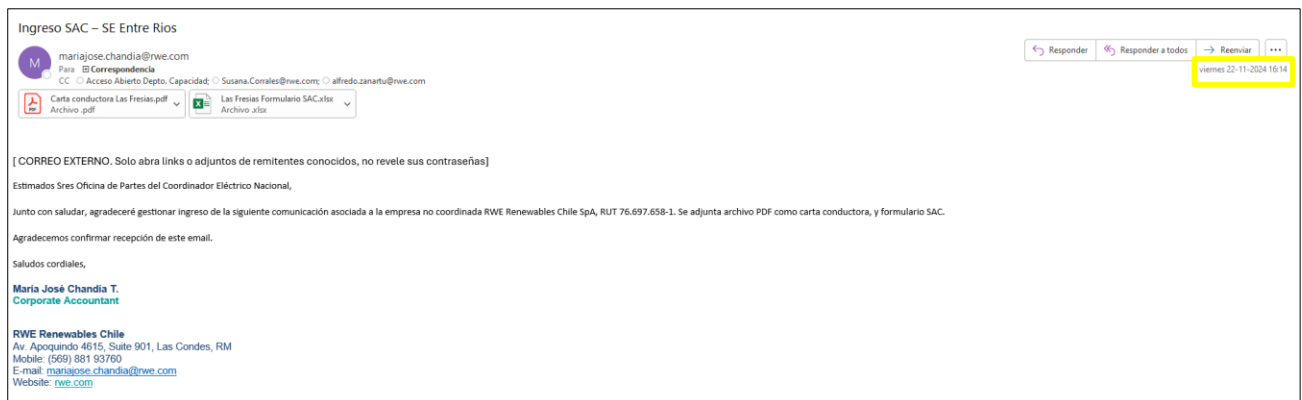 Ingreso SAC – SE Entre Rios
M
mariajose.chandia@rwe.com
Para Correspondencia
CC Acceso Abierto Depto. Capacidad; Susana.Corrales@rwe.com; alfredo.zanartu@rwe.com
Responder
Responder a todos
Reenviar
viernes 22-11-2024 16:14
Carta conductora Las Fresias.pdf
Archivo .pdf
Las Fresias Formulario SAC.xlsx
Archivo .xlsx
[ CORREO EXTERNO. Solo abra links o adjuntos de remitentes conocidos, no revele sus contraseñas]
Estimados Sres Oficina de Partes del Coordinador Eléctrico Nacional,
Junto con saludar, agradeceré gestionar ingreso de la siguiente comunicación asociada a la empresa no coordinada RWE Renewables Chile SpA, RUT 76.697.658-1. Se adjunta archivo PDF como carta conductora, y formulario SAC.
Agradecemos confirmar recepción de este email.
Saludos cordiales,
María José Chandía T.
Corporate Accountant
RWE Renewables Chile
Av. Apoquindo 4615, Suite 901, Las Condes, RM
Mobile: (569) 881 93760
E-mail: mariajose.chandia@rwe.com
Website: rwe.com